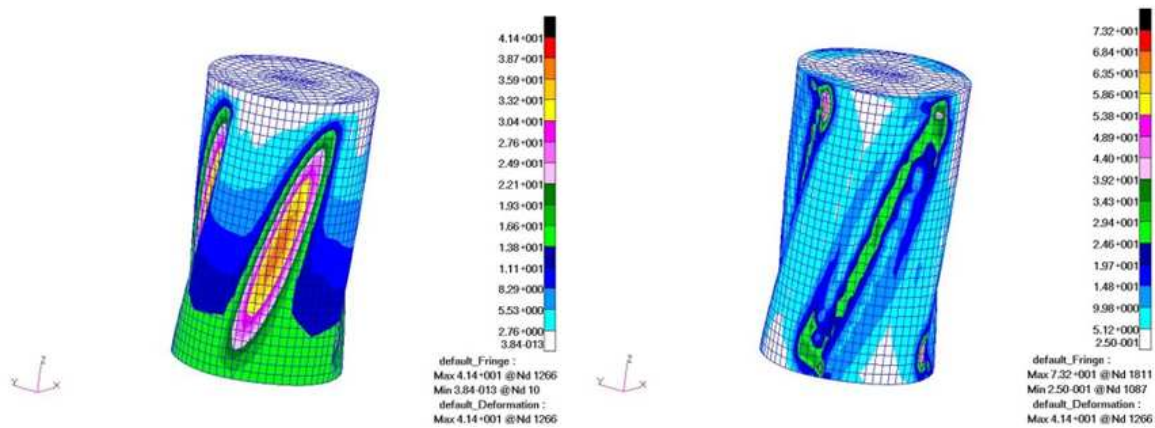 4.14+001
3.87+001
3.59+001
3.32+001
3.04+001
2.76+001
2.49+001
2.21+001
1.93+001
1.66+001
1.38+001
1.11+001
8.29+000
5.53+000
2.76+000
3.84-013
default_Fringe :
Max 4.14+001 @Nd 1266
Min 3.84-013 @Nd 10
default_Deformation :
Max 4.14+001 @Nd 1266
Z
Y X
7.32+001
6.84+001
6.35+001
5.86+001
5.38+001
4.89+001
4.40+001
3.92+001
3.43+001
2.94+001
2.46+001
1.97+001
1.48+001
9.98+000
5.12+000
2.50-001
default_Fringe :
Max 7.32+001 @Nd 1811
Min 2.50-001 @Nd 1087
default_Deformation :
Max 4.14+001 @Nd 1266
Z
Y X